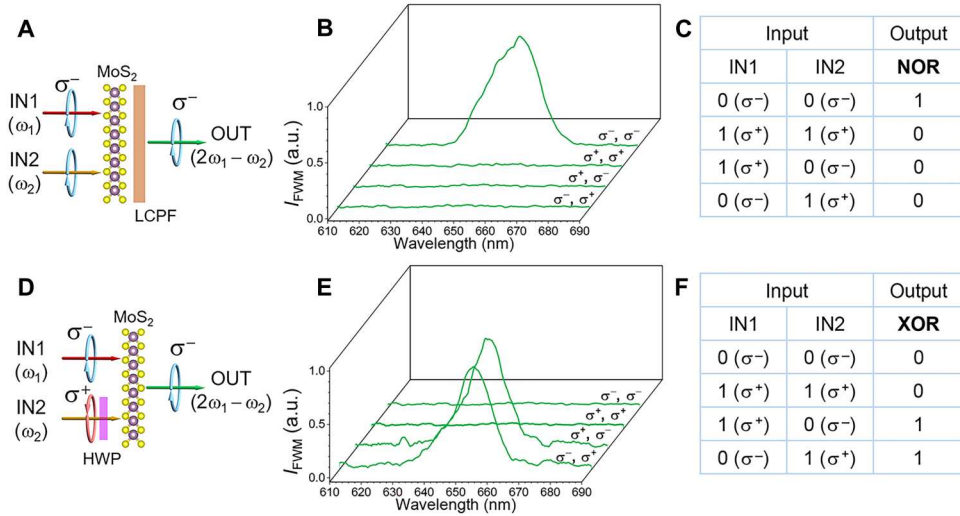 A
MoS2
σ−
σ−
IN1
(ω1)
OUT
(2ω1 − ω2)
IN2
(ω2)
LCPF
B
IFWM (a.u.)
1.0
0.5
0.0
σ−, σ−
σ+, σ+
σ+, σ−
σ−, σ+
610 620 630 640 650 660 670 680 690
Wavelength (nm)
C
Input Output
IN1 IN2 NOR
0 (σ−) 0 (σ−) 1
1 (σ+) 1 (σ+) 0
1 (σ+) 0 (σ−) 0
0 (σ−) 1 (σ+) 0
D
MoS2
σ−
σ−
IN1
(ω1)
OUT
(2ω1 − ω2)
σ+
IN2
(ω2)
HWP
E
IFWM (a.u.)
1.0
0.5
0.0
σ−, σ−
σ+, σ+
σ+, σ−
σ−, σ+
610 620 630 640 650 660 670 680 690
Wavelength (nm)
F
Input Output
IN1 IN2 XOR
0 (σ−) 0 (σ−) 0
1 (σ+) 1 (σ+) 0
1 (σ+) 0 (σ−) 1
0 (σ−) 1 (σ+) 1